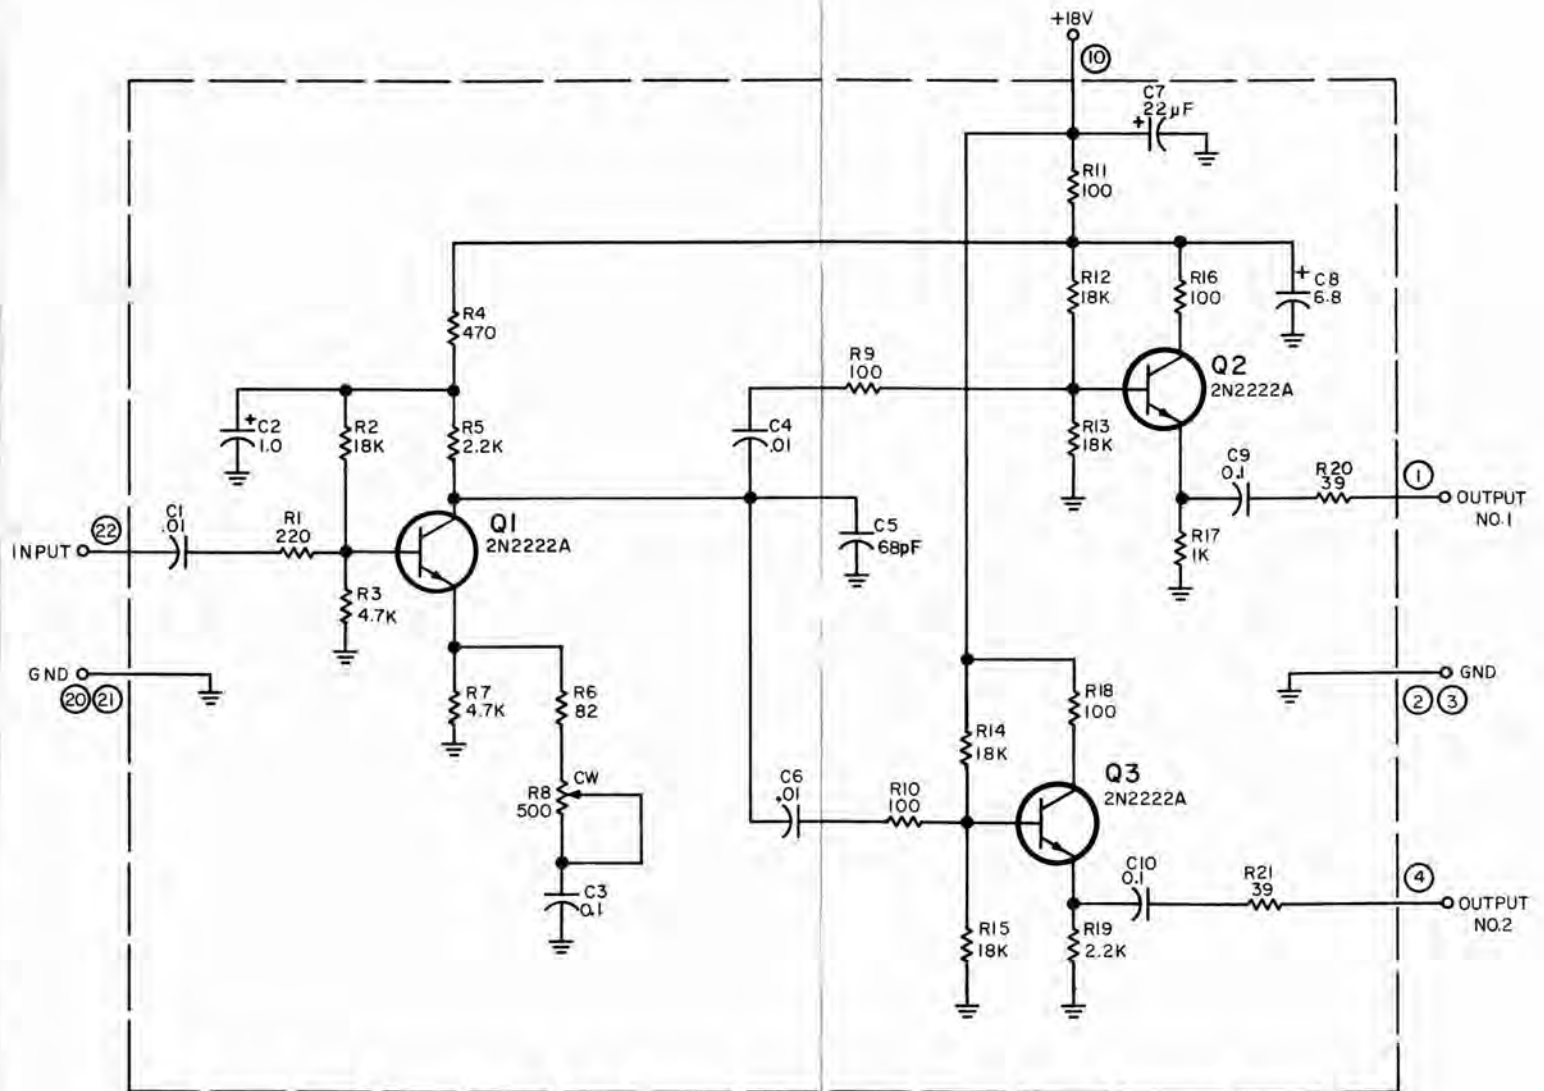 +18V
10
C7
22 µF
+
R11
100
R12
18K
R16
100
+
C8
6.8
R4
470
R9
100
Q2
2N2222A
+
C2
1.0
R2
18K
R5
2.2K
C4
.01
R13
18K
C9
0.1
R20
39
1
OUTPUT
NO.1
22
INPUT
C1
.01
R1
220
Q1
2N2222A
C5
68pF
R17
1K
R3
4.7K
GND
20 21
R7
4.7K
R6
82
R18
100
GND
2 3
R14
18K
CW
R8
500
C6
.01
R10
100
Q3
2N2222A
C3
0.1
C10
0.1
R21
39
4
OUTPUT
NO.2
R15
18K
R19
2.2K